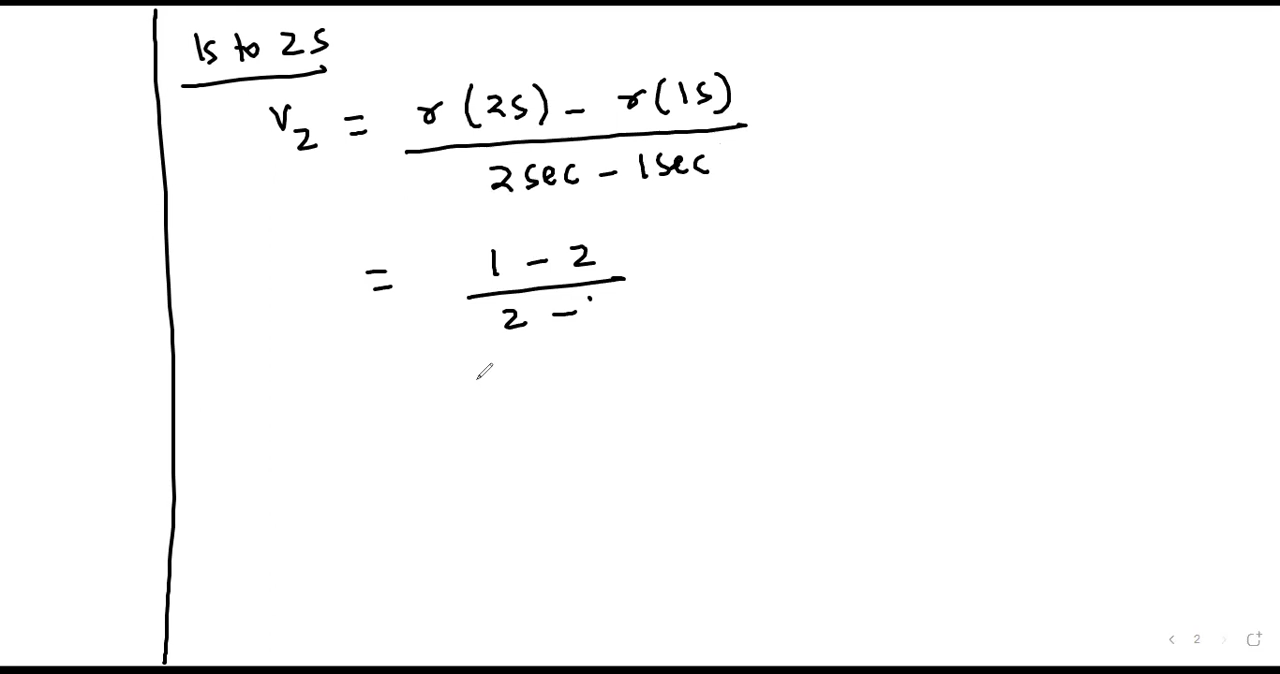 1s to 2s
v2 = r (2s) - r (1s)
2sec - 1sec
= 1 - 2
2 -
< 2 >